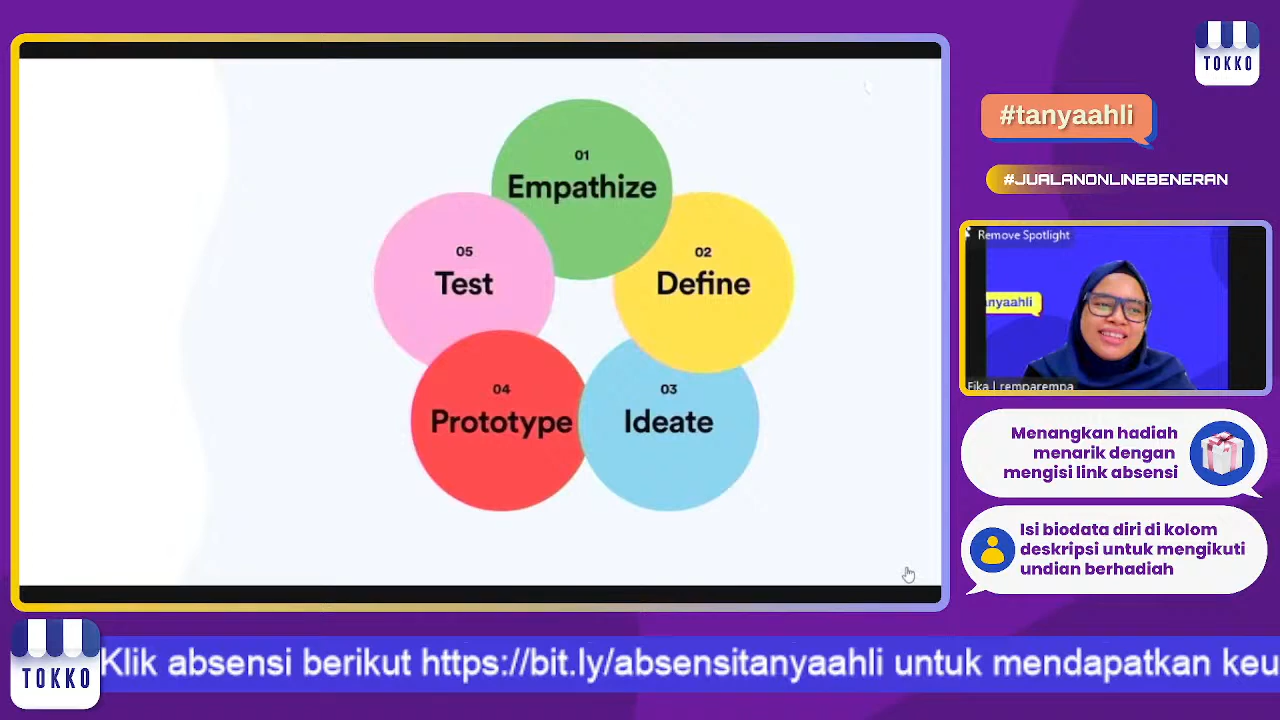 01
Empathize
05
Test
02
Define
04
Prototype
03
Ideate
TOKKO
#tanyaahli
#JUALANONLINEBENERAN
Remove Spotlight
anyaahli
Fika | remparempa
Menangkan hadiah
menarik dengan
mengisi link absensi
Isi biodata diri di kolom
deskripsi untuk mengikuti
undian berhadiah
TOKKO
Klik absensi berikut https://bit.ly/absensitanyaahli untuk mendapatkan keu